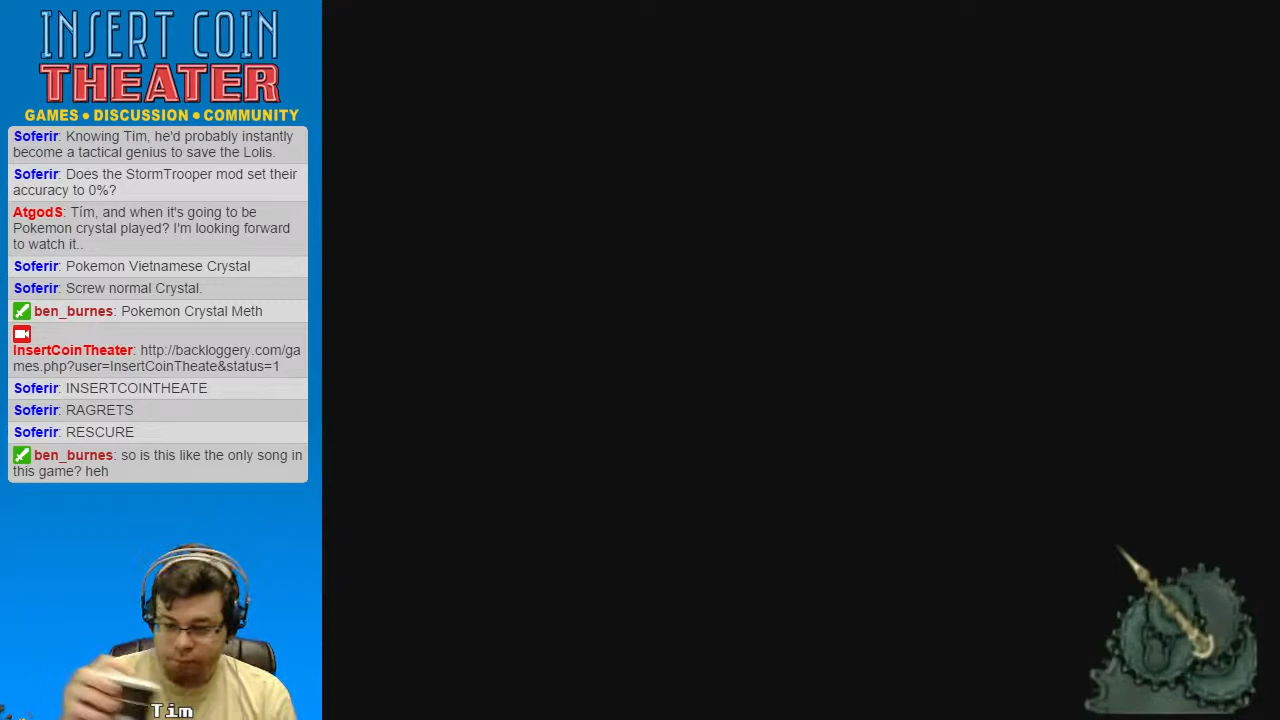 INSERT COIN
THEATER
GAMES • DISCUSSION • COMMUNITY
Soferir: Knowing Tim, he'd probably instantly
become a tactical genius to save the Lolis.
Soferir: Does the StormTrooper mod set their
accuracy to 0%?
AtgodS: Tím, and when it's going to be
Pokemon crystal played? I'm looking forward
to watch it..
Soferir: Pokemon Vietnamese Crystal
Soferir: Screw normal Crystal.
ben_burnes: Pokemon Crystal Meth
InsertCoinTheater: http://backloggery.com/ga
mes.php?user=InsertCoinTheate&status=1
Soferir: INSERTCOINTHEATE
Soferir: RAGRETS
Soferir: RESCURE
ben_burnes: so is this like the only song in
this game? heh
Tim